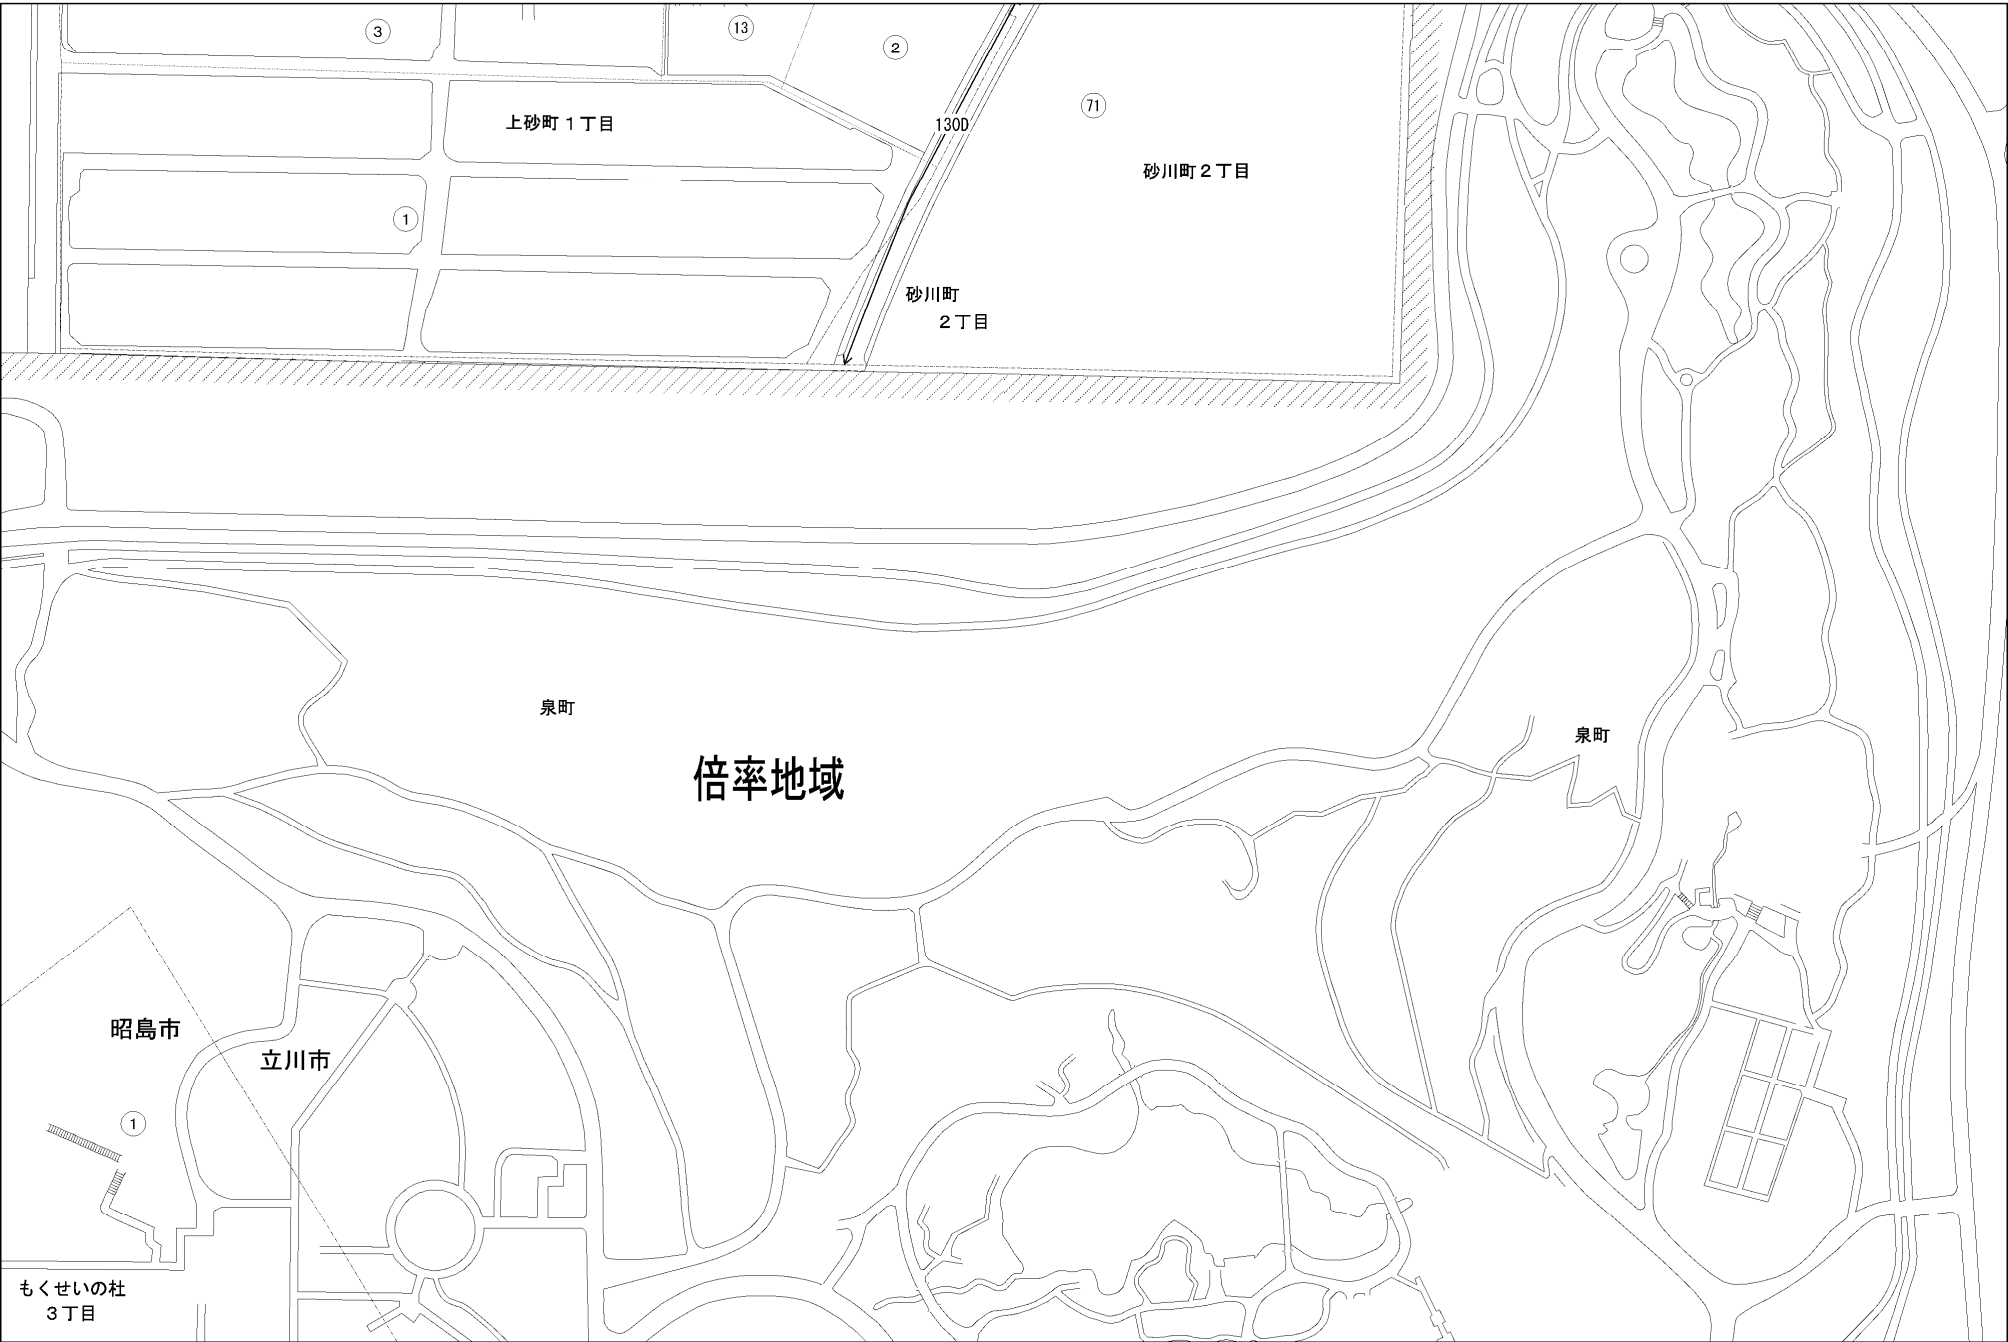 3
13
2
71
上砂町1丁目
130D
砂川町2丁目
1
砂川町
2丁目
泉町
泉町
倍率地域
昭島市
立川市
1
もくせいの杜
3丁目